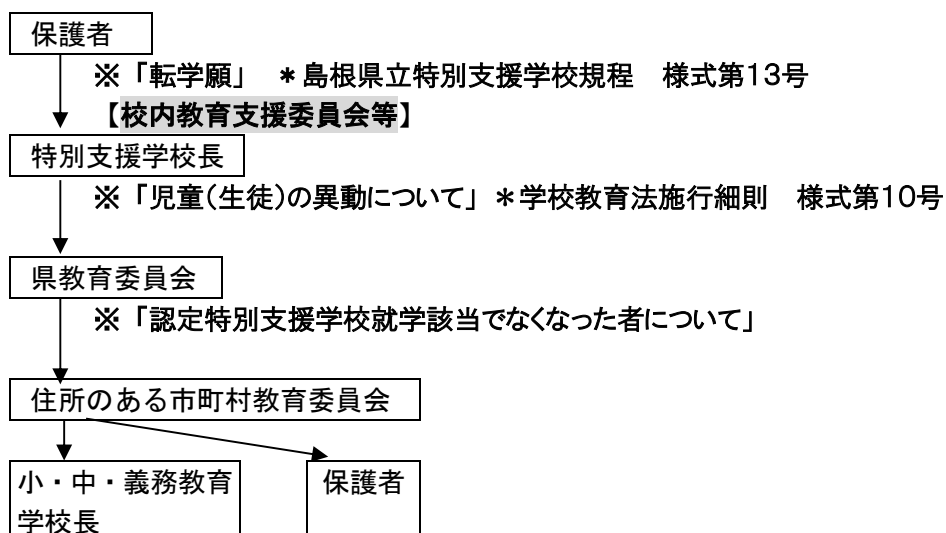 保護者
※「転学願」　＊島根県立特別支援学校規程　様式第13号
【校内教育支援委員会等】
特別支援学校長
※「児童（生徒）の異動について」＊学校教育法施行細則　様式第10号
県教育委員会
※「認定特別支援学校就学該当でなくなった者について」
住所のある市町村教育委員会
小・中・義務教育　保護者
学校長